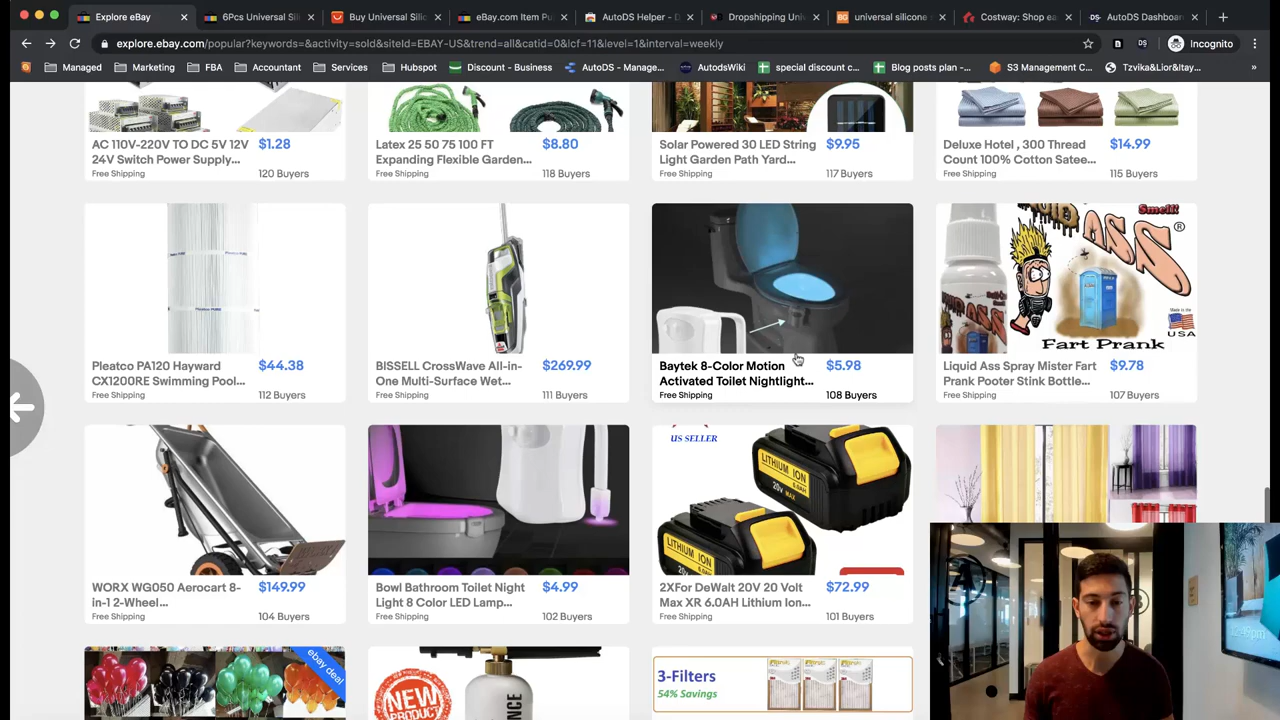 Explore eBay
6Pcs Universal Sil
Buy Universal Silic
eBay.com Item Pu
AutoDS Helper - D
Dropshipping Uni
universal silicone
Costway: Shop ea
AutoDS Dashboar
explore.ebay.com/popular?keywords=&activity=sold&siteId=EBAY-US&trend=all&catid=0&lcf=11&level=1&interval=weekly
Incognito
Managed
Marketing
FBA
Accountant
Services
Hubspot
Discount - Business
AutoDS - Manage...
AutodsWiki
special discount c...
Blog posts plan -...
S3 Management C...
Tzvika&Lior&Itay...
AC 110V-220V TO DC 5V 12V $1.28
24V Switch Power Supply...
Free Shipping 120 Buyers
Latex 25 50 75 100 FT $8.80
Expanding Flexible Garden...
Free Shipping 118 Buyers
Solar Powered 30 LED String $9.95
Light Garden Path Yard...
Free Shipping 117 Buyers
Deluxe Hotel , 300 Thread $14.99
Count 100% Cotton Satee...
Free Shipping 115 Buyers
Smell!
ASS
Made in the
USA
Fart Prank
Pleatco PA120 Hayward $44.38
CX1200RE Swimming Pool...
Free Shipping 112 Buyers
BISSELL CrossWave All-in- $269.99
One Multi-Surface Wet...
Free Shipping 111 Buyers
Baytek 8-Color Motion $5.98
Activated Toilet Nightlight...
Free Shipping 108 Buyers
Liquid Ass Spray Mister Fart $9.78
Prank Pooter Stink Bottle...
Free Shipping 107 Buyers
US SELLER
LITHIUM ION
20V MAX
LITHIUM ION
WORX WG050 Aerocart 8- $149.99
in-1 2-Wheel...
Free Shipping 104 Buyers
Bowl Bathroom Toilet Night $4.99
Light 8 Color LED Lamp...
Free Shipping 102 Buyers
2XFor DeWalt 20V 20 Volt $72.99
Max XR 6.0AH Lithium Ion...
Free Shipping 101 Buyers
ebay deal
NEW
PRODUCT
3-Filters
54% Savings